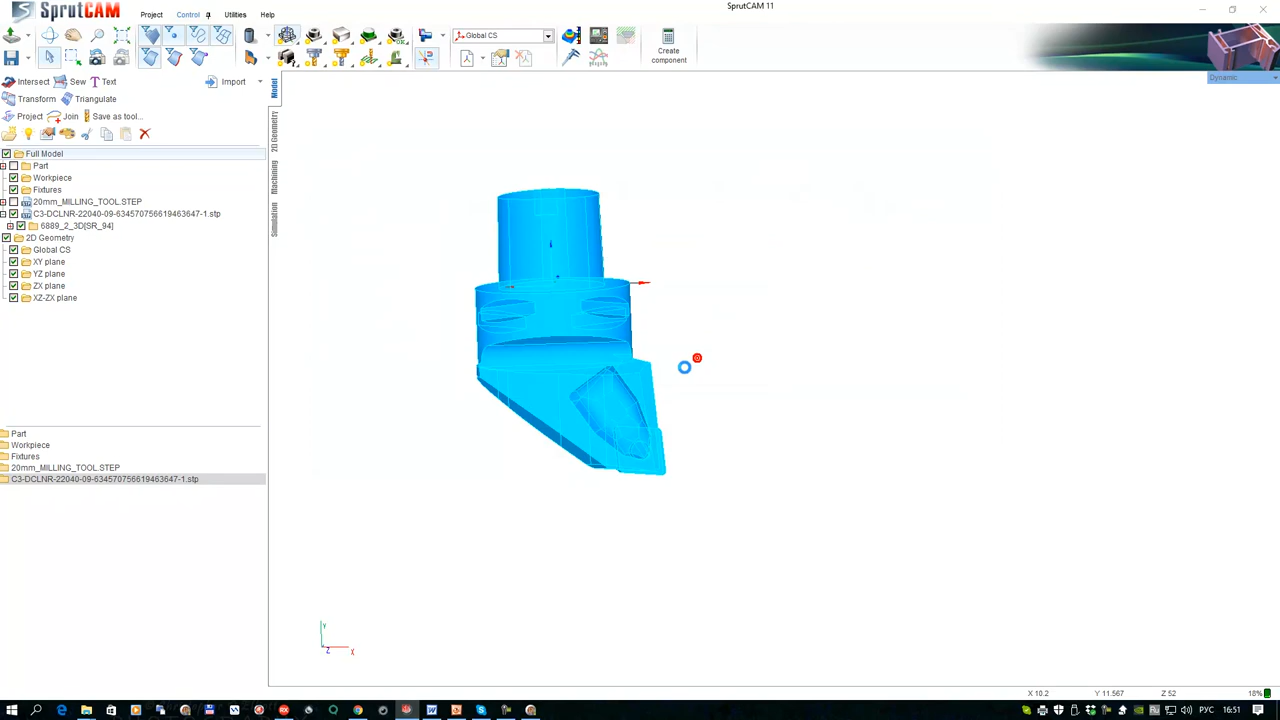 SprutCAM
Project
Control
Utilities
Help
SprutCAM 11
Global CS
Create
component
Dynamic
Intersect
Sew
Text
Import
Transform
Triangulate
Project
Join
Save as tool...
Full Model
Part
Workpiece
Fixtures
20mm_MILLING_TOOL.STEP
C3-DCLNR-22040-09-634570756619463647-1.stp
6889_2_3D[SR_94]
2D Geometry
Global CS
XY plane
YZ plane
ZX plane
XZ-ZX plane
Model
2D Geometry
Machining
Simulation
Part
Workpiece
Fixtures
20mm_MILLING_TOOL.STEP
C3-DCLNR-22040-09-634570756619463647-1.stp
Y
Z
X
X 10.2
Y 11.567
Z 52
18%
РУС
16:51